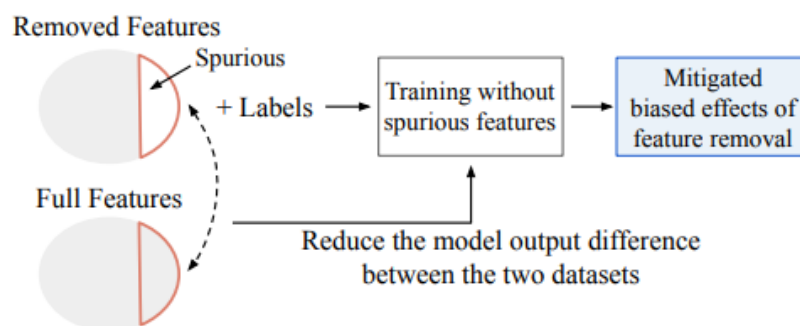 Removed Features
Spurious
+ Labels
Training without
spurious features
Mitigated
biased effects of
feature removal
Full Features
Reduce the model output difference
between the two datasets